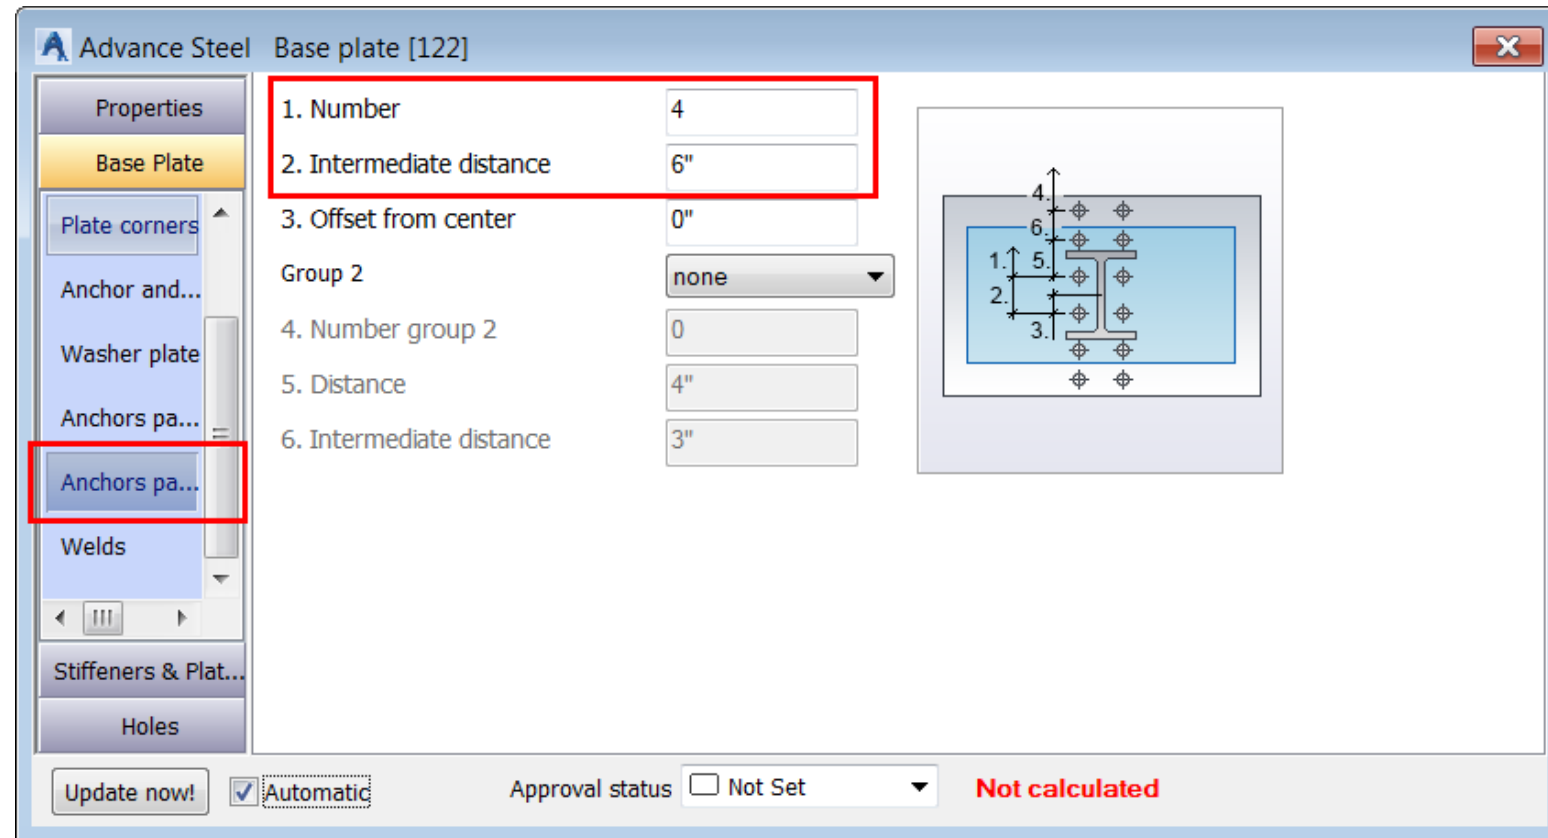 Advance Steel Base plate [122]
Properties
Base Plate
Plate corners
Anchor and...
Washer plate
Anchors pa...
Anchors pa...
Welds
Stiffeners & Plat...
Holes
1. Number 4
2. Intermediate distance 6"
3. Offset from center 0"
Group 2 none
4. Number group 2 0
5. Distance 4"
6. Intermediate distance 3"
4.
6.
1. 5.
2.
3.
Update now! Automatic Approval status Not Set Not calculated